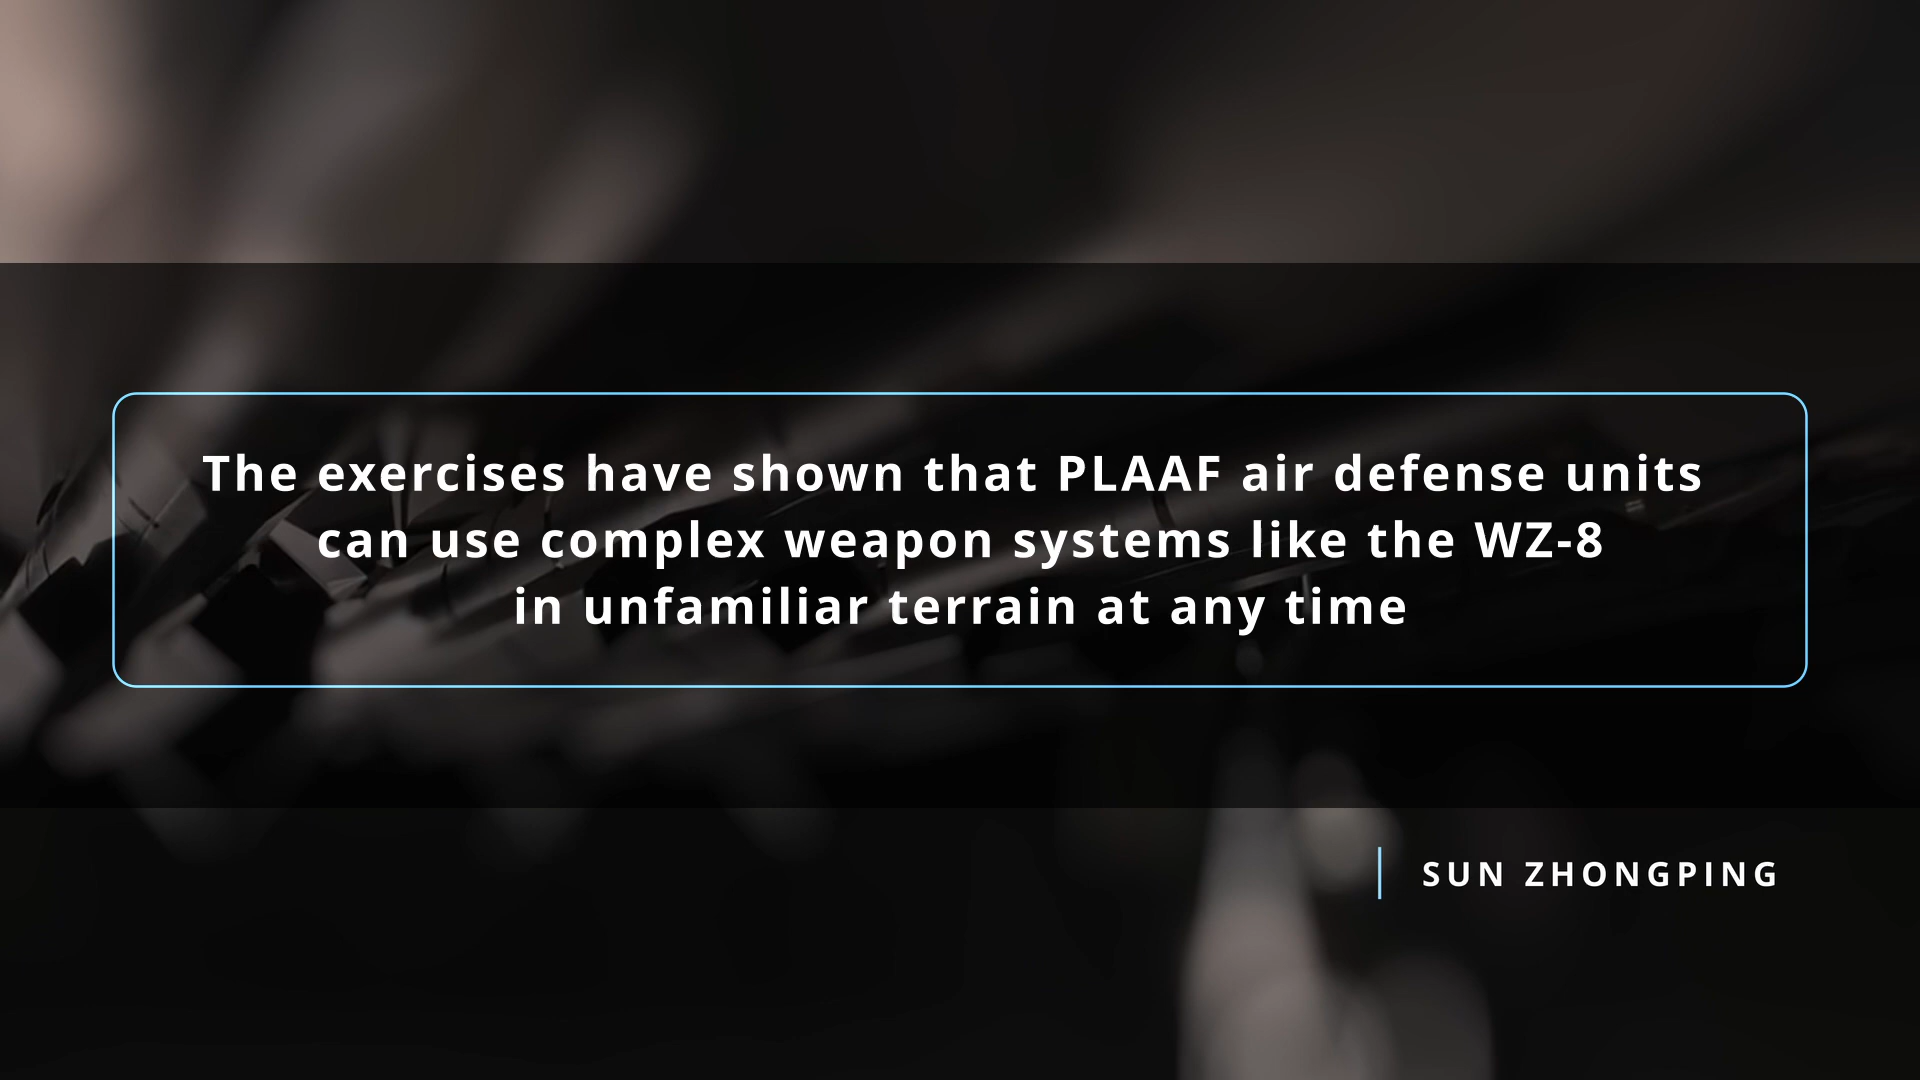 The exercises have shown that PLAAF air defense units
can use complex weapon systems like the WZ-8
in unfamiliar terrain at any time
SUN ZHONGPING